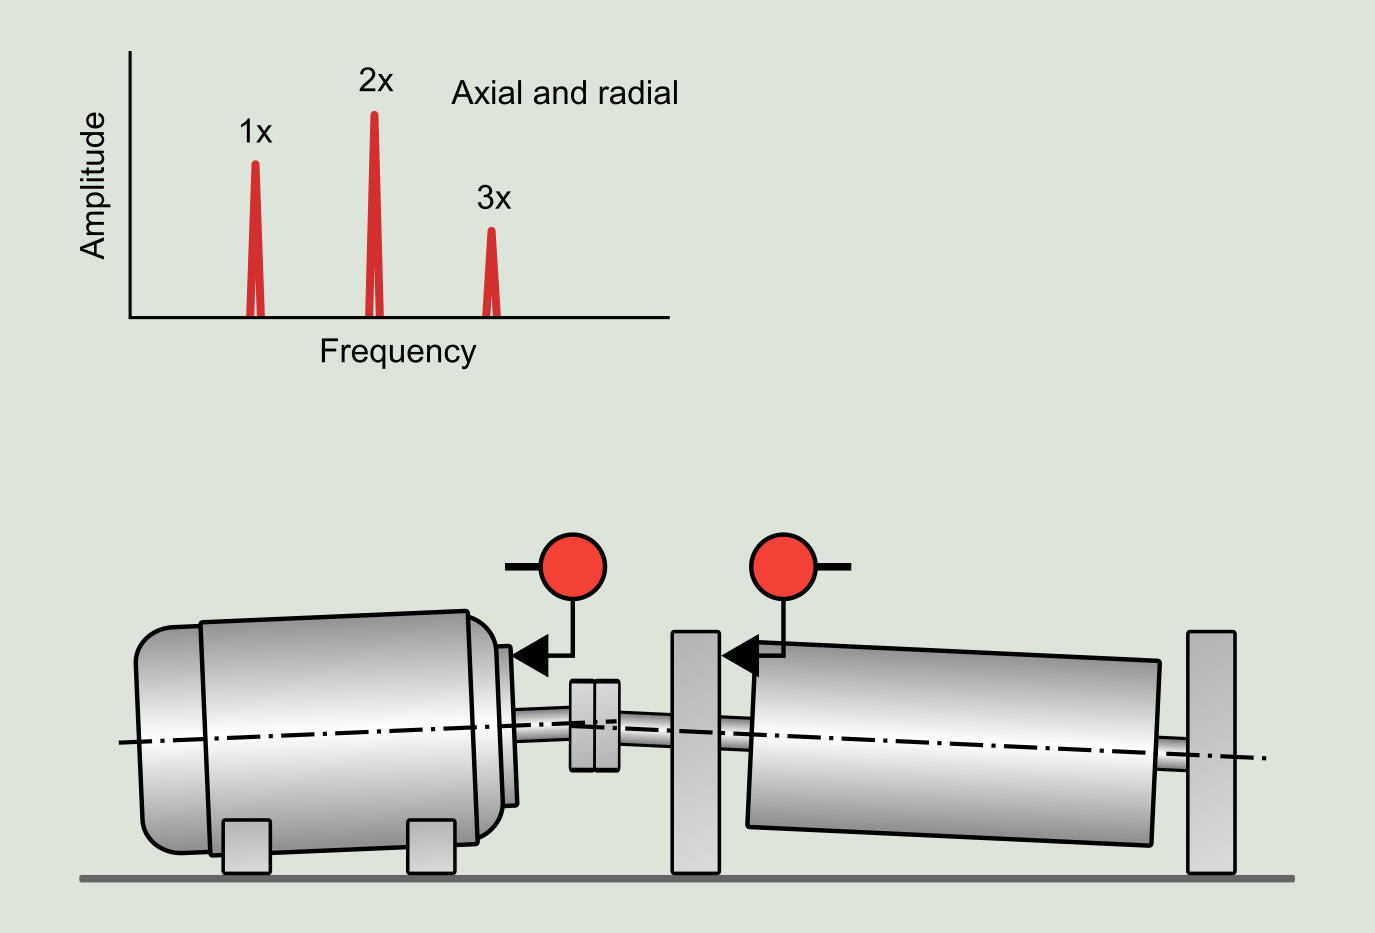 2x
Axial and radial
1x
3x
Amplitude
Frequency